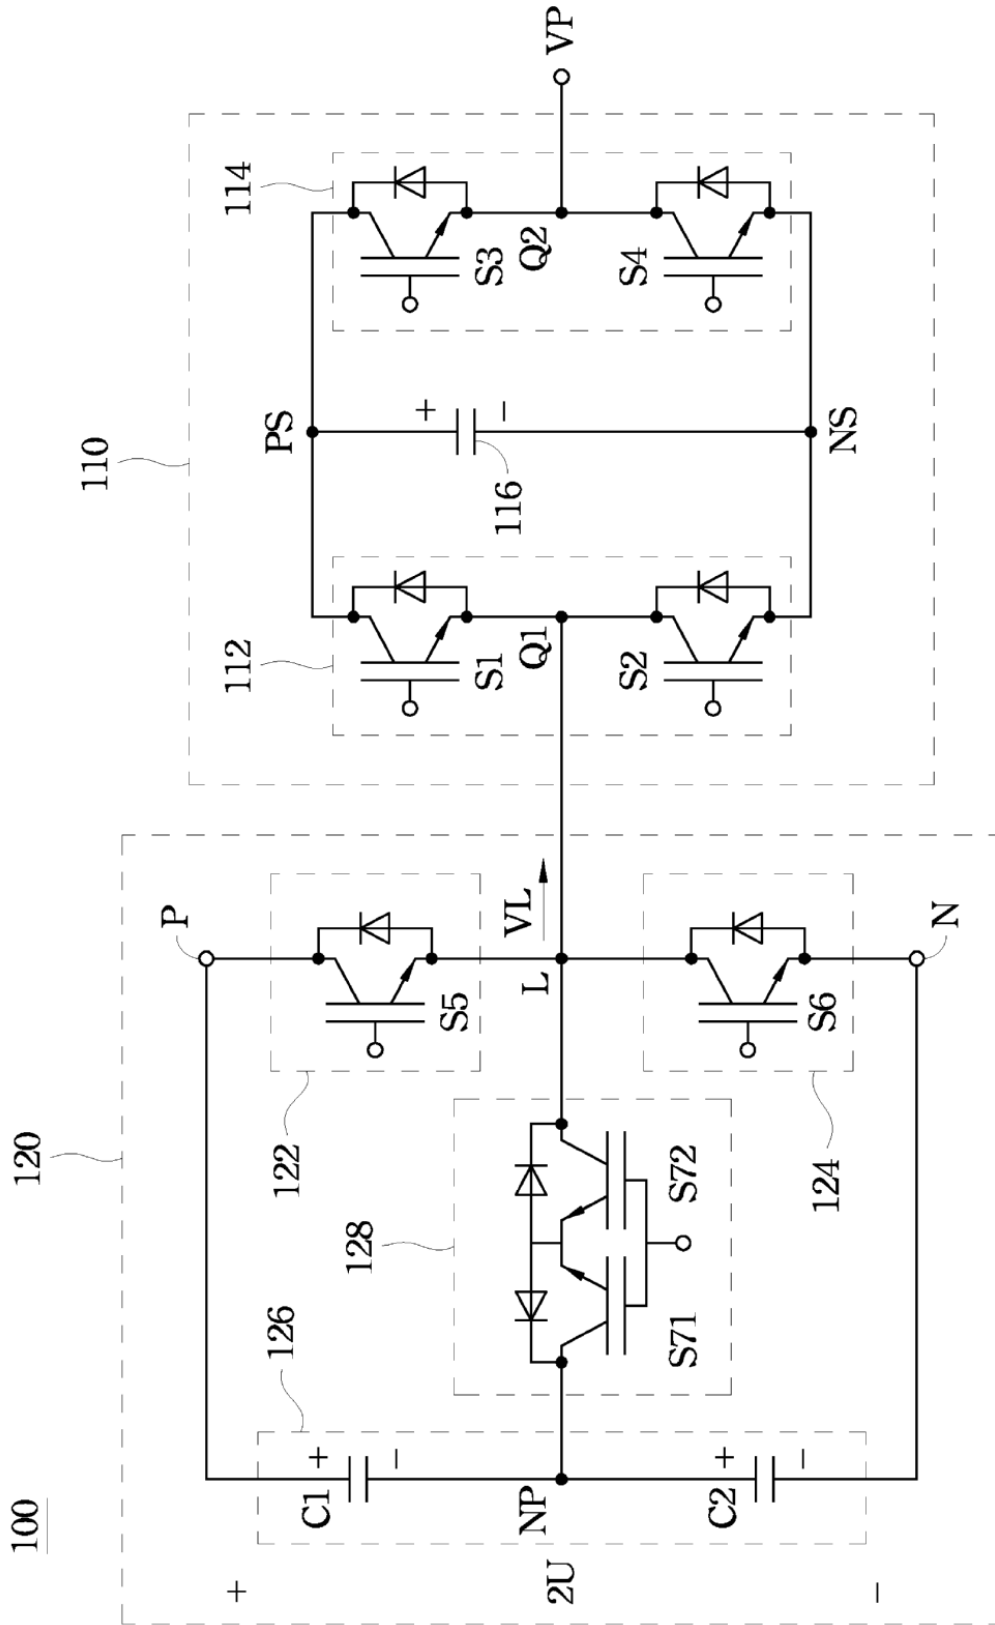 100
120
110
P
+
112
114
126
122
PS
C1
+
128
−
+
S5
S1
S3
116
−
VL
NP
L
Q1
Q2
2U
VP
S2
S4
S71
S72
C2
+
−
124
S6
NS
−
N